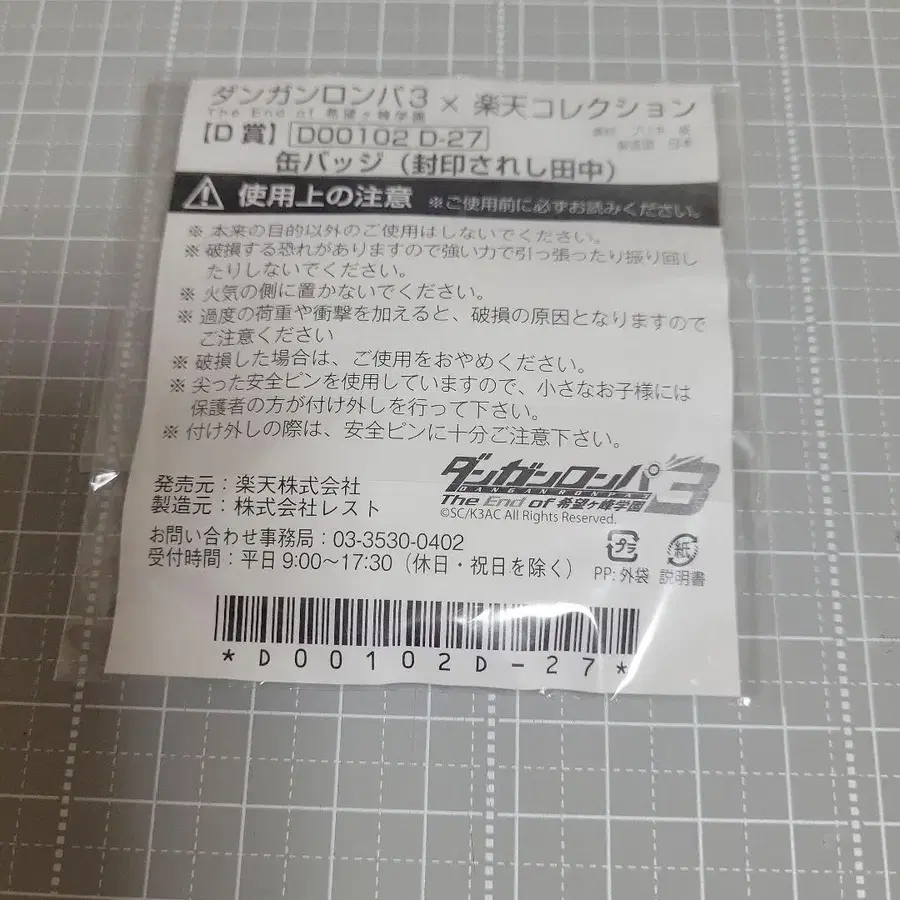 ダンガンロンパ3 × 楽天コレクション
The End of 希望ヶ峰学園
【D 賞】 D00102 D-27
素材 ブリキ 紙
製造国 日本
缶バッジ（封印されし田中）
使用上の注意 ※ご使用前に必ずお読みください。
※ 本来の目的以外のご使用はしないでください。
※ 破損する恐れがありますので強い力で引っ張ったり振り回し
たりしないでください。
※ 火気の側に置かないでください。
※ 過度の荷重や衝撃を加えると、破損の原因となりますので
ご注意ください
※ 破損した場合は、ご使用をおやめください。
※ 尖った安全ピンを使用していますので、小さなお子様には
保護者の方が付け外しを行って下さい。
※ 付け外しの際は、安全ピンに十分ご注意下さい。
発売元：楽天株式会社
製造元：株式会社レスト
ダンガンロンパ3
DANGANRONPA3
The End of 希望ヶ峰学園
©SC/K3AC All Rights Reserved.
お問い合わせ事務局：03-3530-0402
受付時間：平日 9:00～17:30（休日・祝日を除く）
プラ
紙
PP: 外袋 説明書
*D00102D-27*